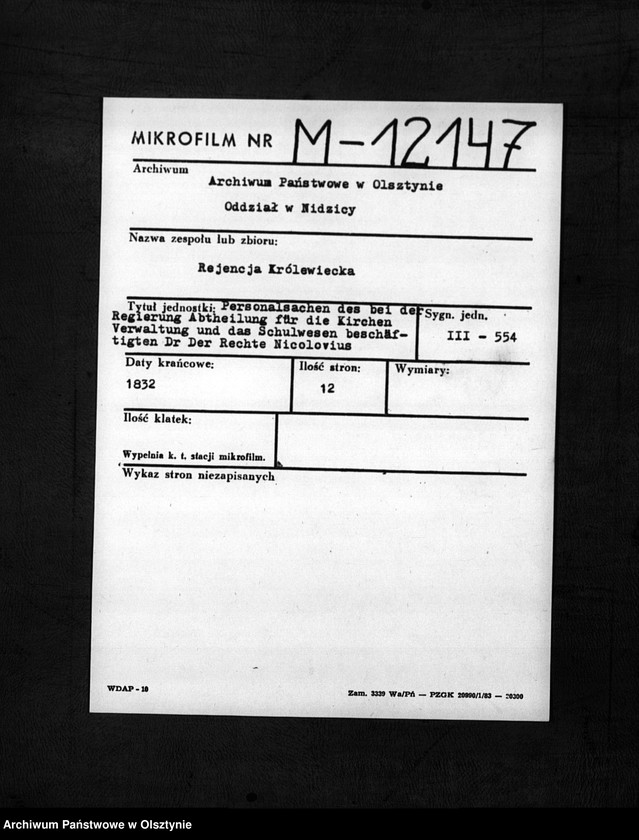 MIKROFILM NR M-12147
Archiwum
Archiwum Państwowe w Olsztynie
Oddział w Nidzicy
Nazwa zespołu lub zbioru:
Rejencja Królewiecka
Tytuł jednostki: Personalsachen des bei der
Regierung Abtheilung für die Kirchen
Verwaltung und das Schulwesen beschäf-
tigten Dr Der Rechte Nicolovius
Sygn. jedn.
III - 554
Daty krańcowe:
1832
Ilość stron:
12
Wymiary:
Ilość klatek:
Wypełnia k. t. stacji mikrofilm.
Wykaz stron niezapisanych
WDAP - 10
Zam. 3339 Wa/Pń — PZGK 20990/1/83 — 20300
Archiwum Państwowe w Olsztynie